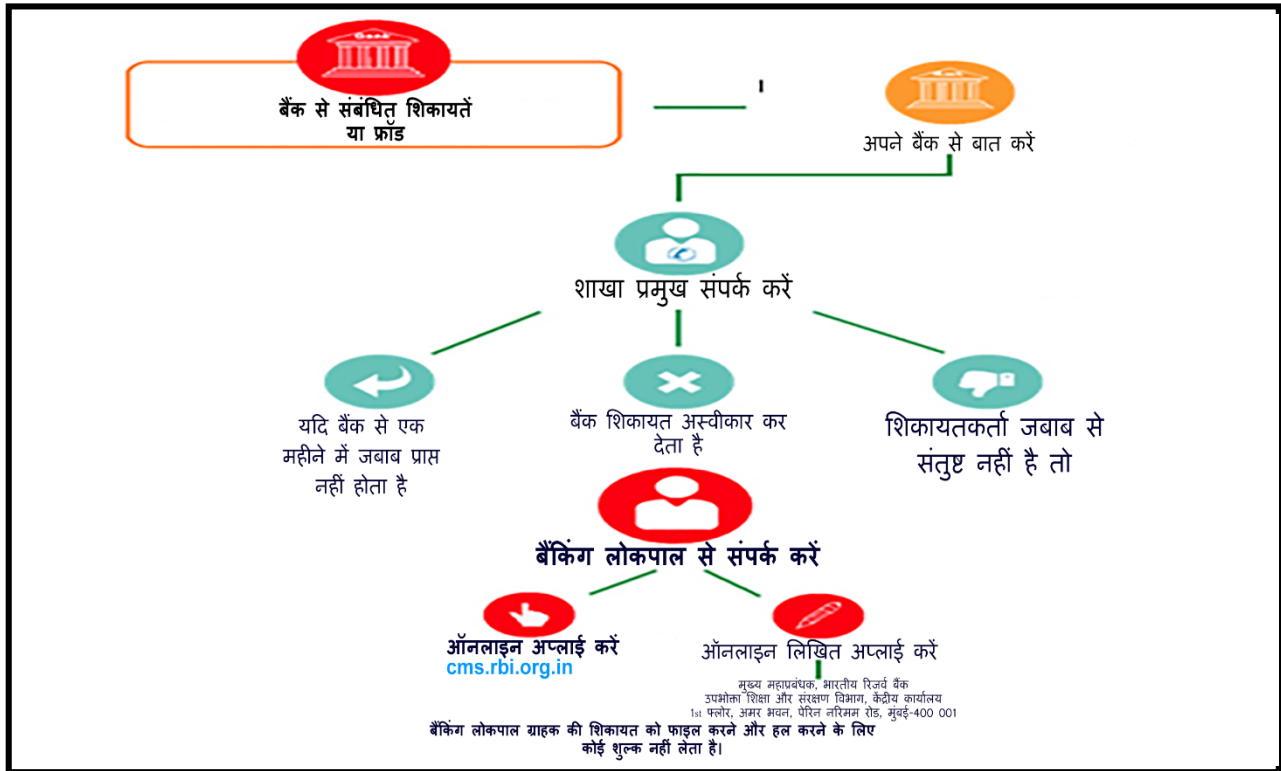 Bank
बैंक से संबंधित शिकायतें
या फ्रॉड
अपने बैंक से बात करें
शाखा प्रमुख संपर्क करें
यदि बैंक से एक
महीने में जबाब प्राप्त
नहीं होता है
बैंक शिकायत अस्वीकार कर
देता है
शिकायतकर्ता जबाब से
संतुष्ट नहीं है तो
बैंकिंग लोकपाल से संपर्क करें
ऑनलाइन अप्लाई करें
cms.rbi.org.in
ऑनलाइन लिखित अप्लाई करें
मुख्य महाप्रबंधक, भारतीय रिजर्व बैंक
उपभोक्ता शिक्षा और संरक्षण विभाग, केंद्रीय कार्यालय
1st फ्लोर, अमर भवन, पेरिन नरिमम रोड, मुंबई-400 001
बैंकिंग लोकपाल ग्राहक की शिकायत को फाइल करने और हल करने के लिए
कोई शुल्क नहीं लेता है।